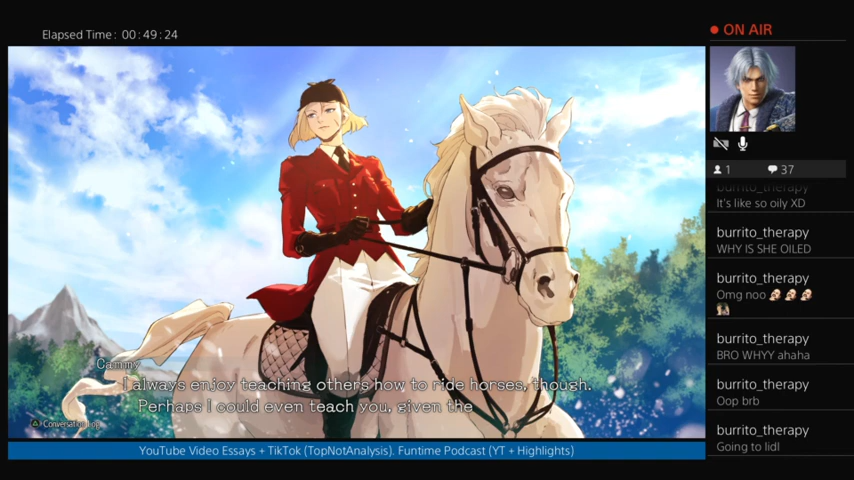 Elapsed Time: 00:49:24
ON AIR
1
37
burrito_therapy
It's like so oily XD
burrito_therapy
WHY IS SHE OILED
burrito_therapy
Omg noo
burrito_therapy
BRO WHYY ahaha
burrito_therapy
Oop brb
burrito_therapy
Going to lidl
Cammy
I always enjoy teaching others how to ride horses, though.
Perhaps I could even teach you, given the
Conversation Log
YouTube Video Essays + TikTok (TopNotAnalysis). Funtime Podcast (YT + Highlights)